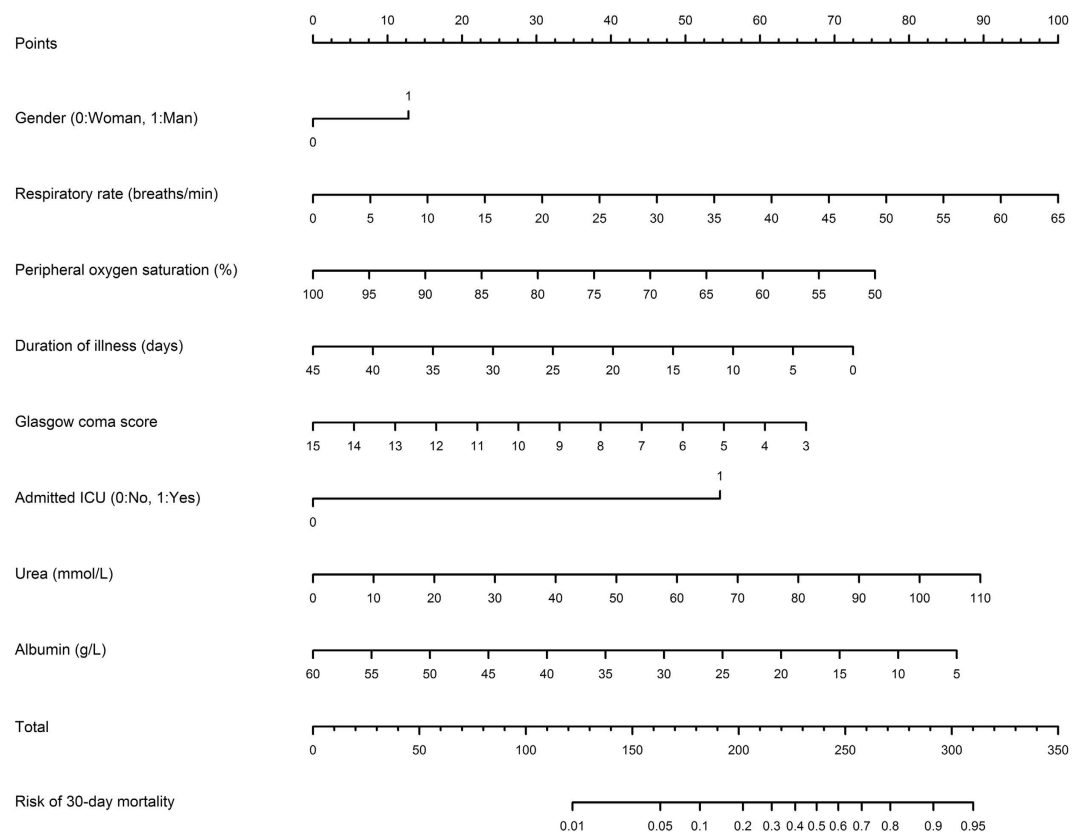 0 10 20 30 40 50 60 70 80 90 100
Points
1
Gender (0:Woman, 1:Man)
0
Respiratory rate (breaths/min)
0 5 10 15 20 25 30 35 40 45 50 55 60 65
Peripheral oxygen saturation (%)
100 95 90 85 80 75 70 65 60 55 50
Duration of illness (days)
45 40 35 30 25 20 15 10 5 0
Glasgow coma score
15 14 13 12 11 10 9 8 7 6 5 4 3
1
Admitted ICU (0:No, 1:Yes)
0
Urea (mmol/L)
0 10 20 30 40 50 60 70 80 90 100 110
Albumin (g/L)
60 55 50 45 40 35 30 25 20 15 10 5
Total
0 50 100 150 200 250 300 350
Risk of 30-day mortality
0.01 0.05 0.1 0.2 0.3 0.4 0.5 0.6 0.7 0.8 0.9 0.95